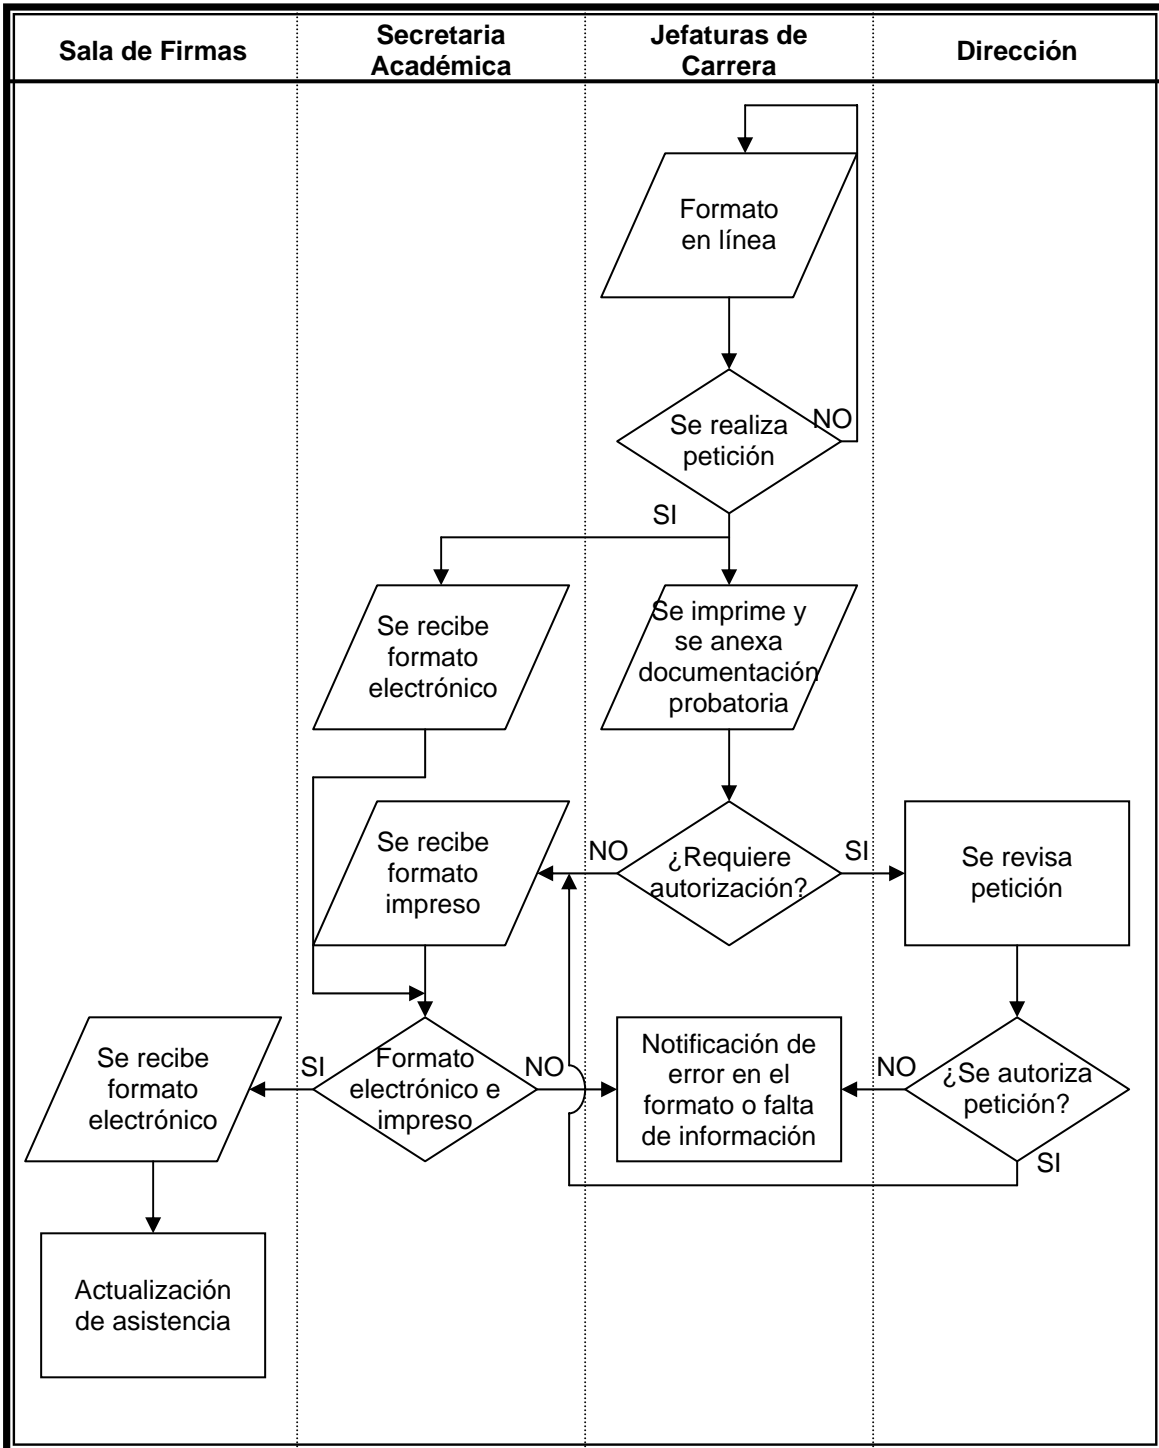 Sala de Firmas
Secretaria
Académica
Jefaturas de
Carrera
Dirección
Formato
en línea
Se realiza
petición
NO
SI
Se recibe
formato
electrónico
Se imprime y
se anexa
documentación
probatoria
Se recibe
formato
impreso
NO
¿Requiere
autorización?
SI
Se revisa
petición
Se recibe
formato
electrónico
SI
Formato
electrónico e
impreso
NO
Notificación de
error en el
formato o falta
de información
NO
¿Se autoriza
petición?
SI
Actualización
de asistencia